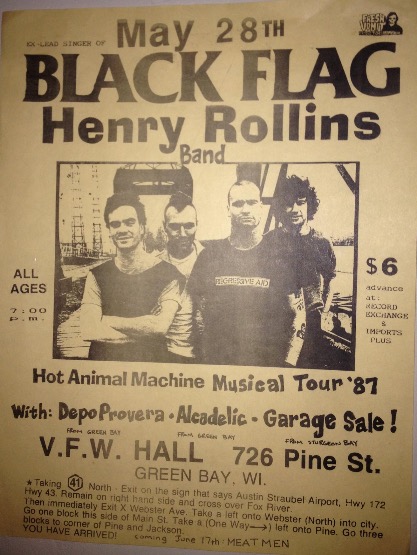 May 28TH
EX-LEAD SINGER OF
BLACK FLAG
Henry Rollins
Band
ALL
AGES
7:00
p.m.
AGGRESSIVE AID
$6
advance
at:
RECORD
EXCHANGE
&
IMPORTS
PLUS
Hot Animal Machine Musical Tour '87
With: Depo Provera • Alcadelic • Garage Sale!
FROM GREEN BAY FROM GREEN BAY FROM STURGEON BAY
V.F.W. HALL 726 Pine St.
GREEN BAY, WI.
★ Taking 41 North - Exit on the sign that says Austin Straubel Airport, Hwy 172
Hwy 43. Remain on right hand side and cross over Fox River.
Then immediately Exit X Webster Ave. Take a left onto Webster (North) into city.
Go one block this side of Main St. Take a (One Way→) left onto Pine. Go three
blocks to corner of Pine and Jackson.
YOU HAVE ARRIVED! coming June 17th: MEAT MEN